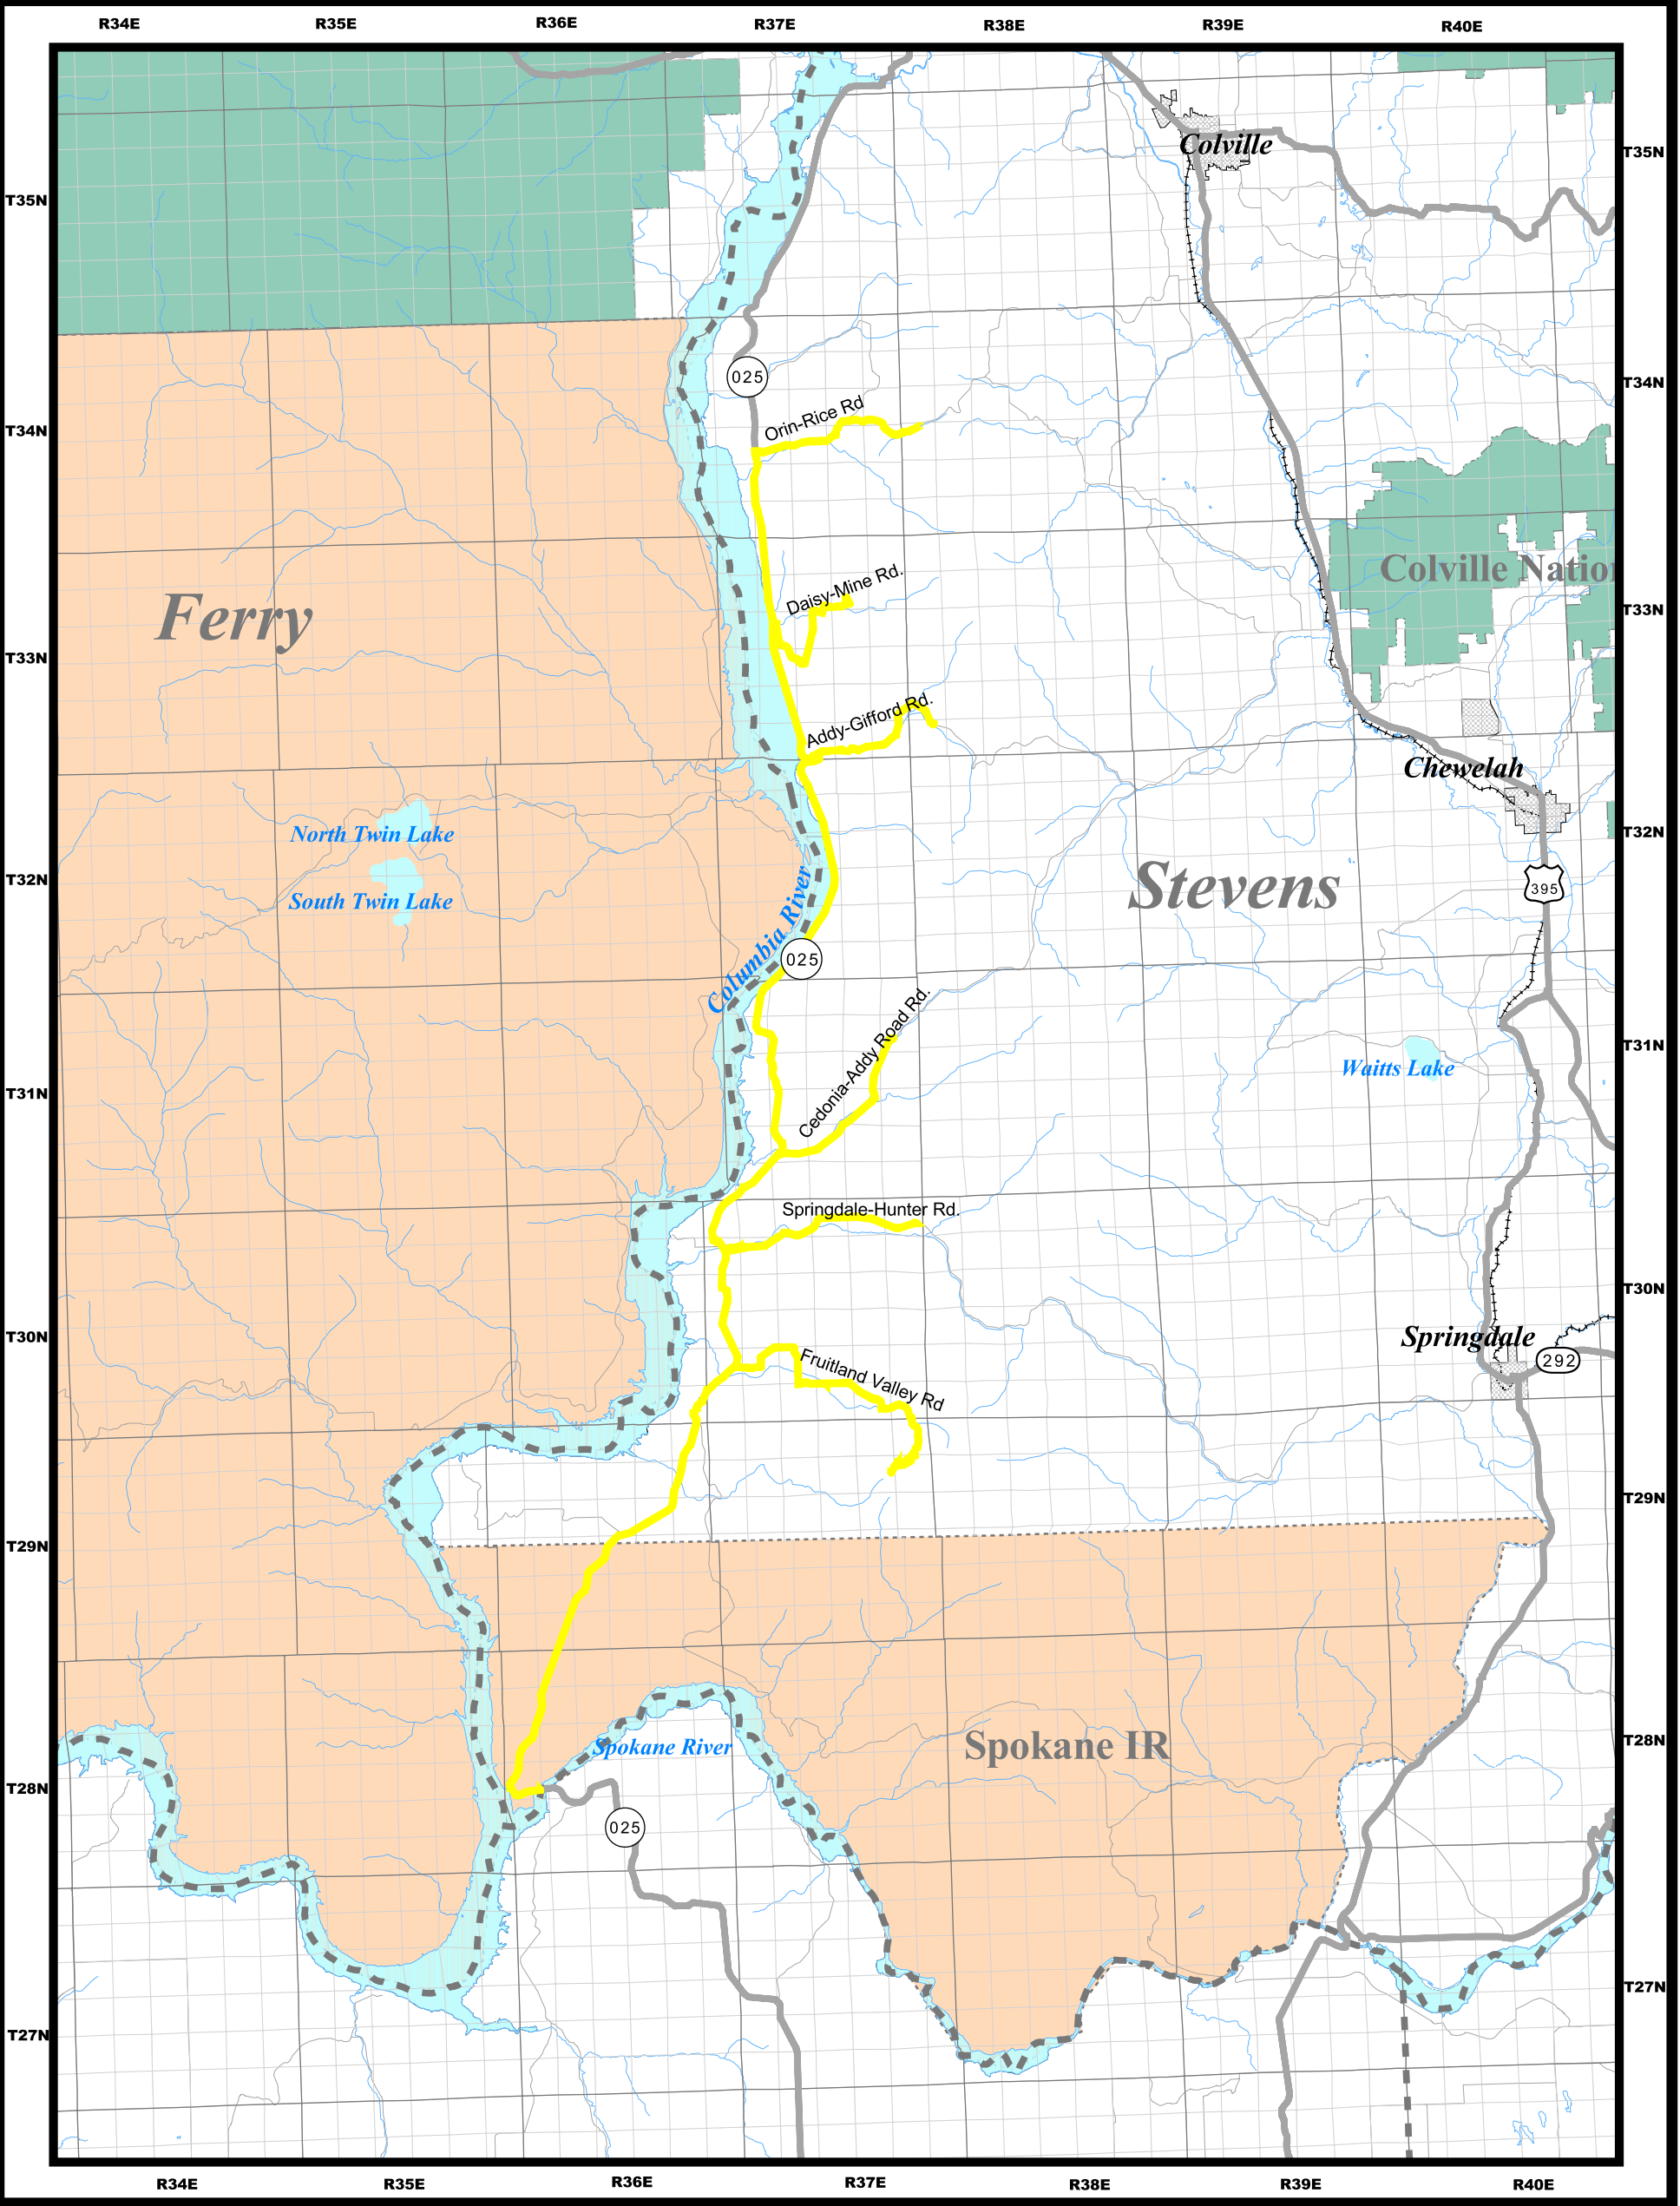 R34E R35E R36E R37E R38E R39E R40E
Colville
T35N
T35N
025
T34N
Orin-Rice Rd
T34N
Colville Nation
Daisy-Mine Rd.
Ferry
T33N
T33N
Addy-Gifford Rd.
Chewelah
North Twin Lake
T32N
T32N
Stevens
395
South Twin Lake
Columbia River
025
Cedonia-Addy Road Rd.
T31N
Waitts Lake
T31N
Springdale-Hunter Rd.
T30N
Springdale
T30N
292
Fruitland Valley Rd
T29N
T29N
Spokane River
Spokane IR
T28N
T28N
025
T27N
T27N
R34E R35E R36E R37E R38E R39E R40E